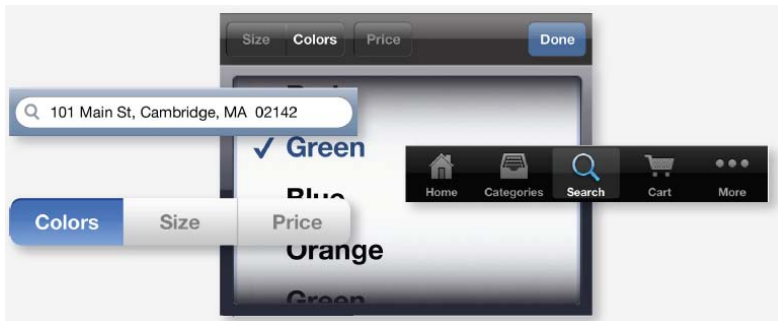 Size Colors Price Done
101 Main St, Cambridge, MA 02142
Green
Home Categories Search Cart More
Blue
Colors Size Price
Orange
Green